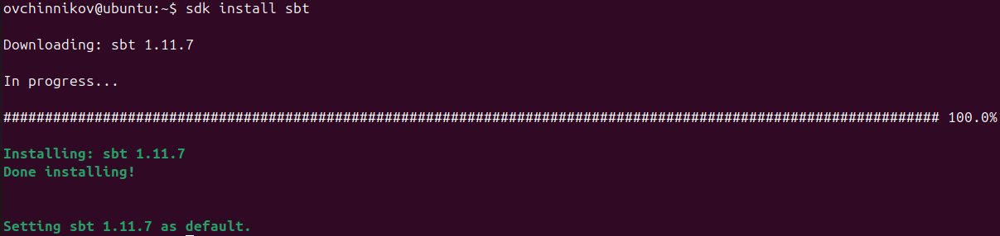 ovchinnikov@ubuntu:~$ sdk install sbt
Downloading: sbt 1.11.7
In progress...
################################################################################################################# 100.0%
Installing: sbt 1.11.7
Done installing!
Setting sbt 1.11.7 as default.